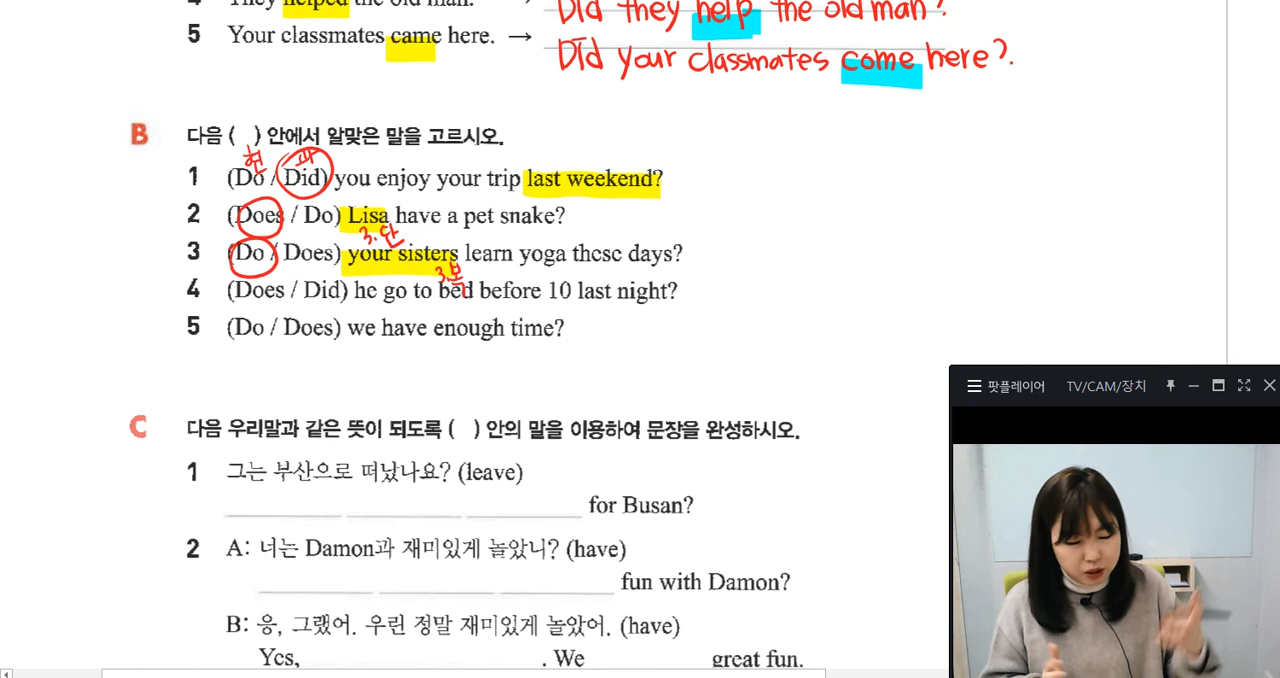 4 They helped the old man. → Did they help the old man?
5 Your classmates came here. → Did your classmates come here?
B 다음 ( ) 안에서 알맞은 말을 고르시오.
현 과
1 (Do / Did) you enjoy your trip last weekend?
2 (Does / Do) Lisa have a pet snake?
3.단
3 (Do / Does) your sisters learn yoga these days?
3.복
4 (Does / Did) he go to bed before 10 last night?
5 (Do / Does) we have enough time?
팟플레이어 TV/CAM/장치
C 다음 우리말과 같은 뜻이 되도록 ( ) 안의 말을 이용하여 문장을 완성하시오.
1 그는 부산으로 떠났나요? (leave)
for Busan?
2 A: 너는 Damon과 재미있게 놀았니? (have)
fun with Damon?
B: 응, 그랬어. 우린 정말 재미있게 놀았어. (have)
Yes, . We great fun.